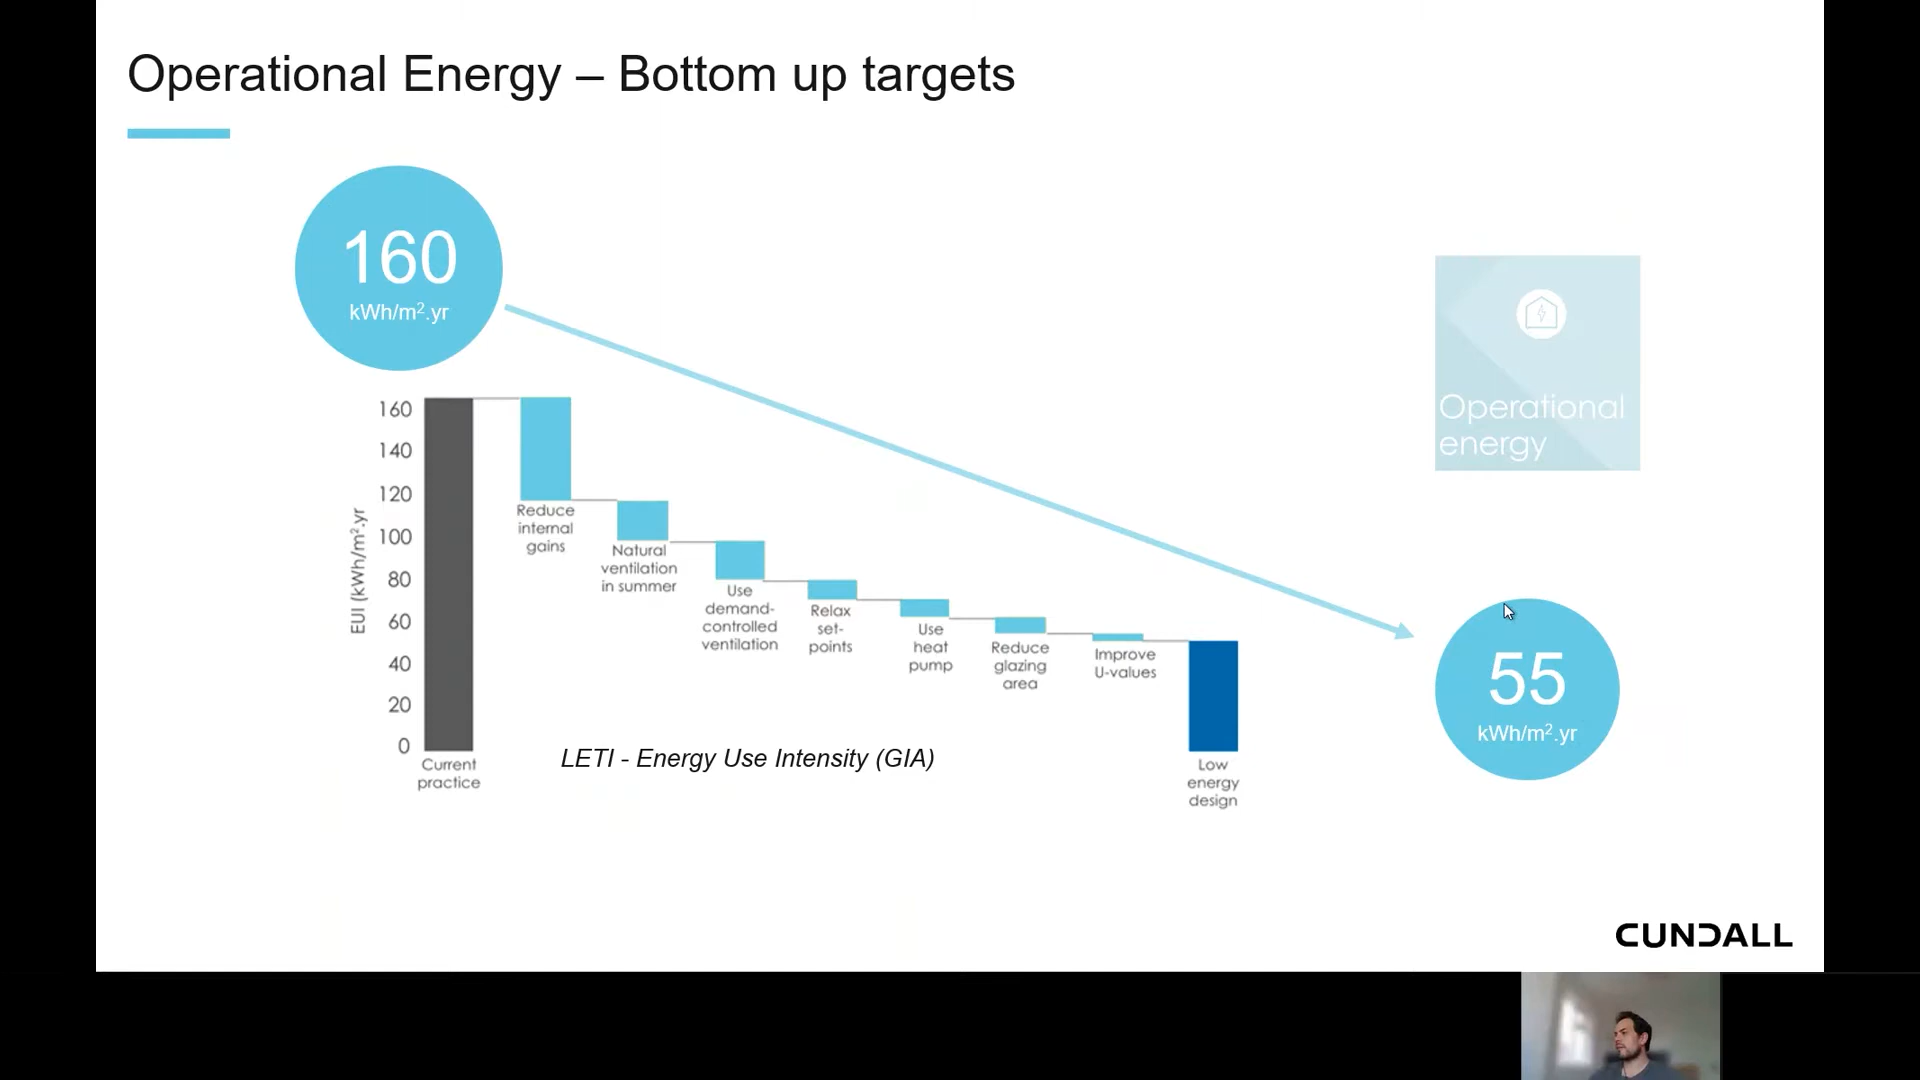 Operational Energy – Bottom up targets
160
kWh/m².yr
Operational
energy
EUI (kWh/m².yr
160
140
120
100
80
60
40
20
0
Current
practice
Reduce
internal
gains
Natural
ventilation
in summer
Use
demand-
controlled
ventilation
Relax
set-
points
Use
heat
pump
Reduce
glazing
area
Improve
U-values
Low
energy
design
55
kWh/m².yr
LETI - Energy Use Intensity (GIA)
CUNDALL